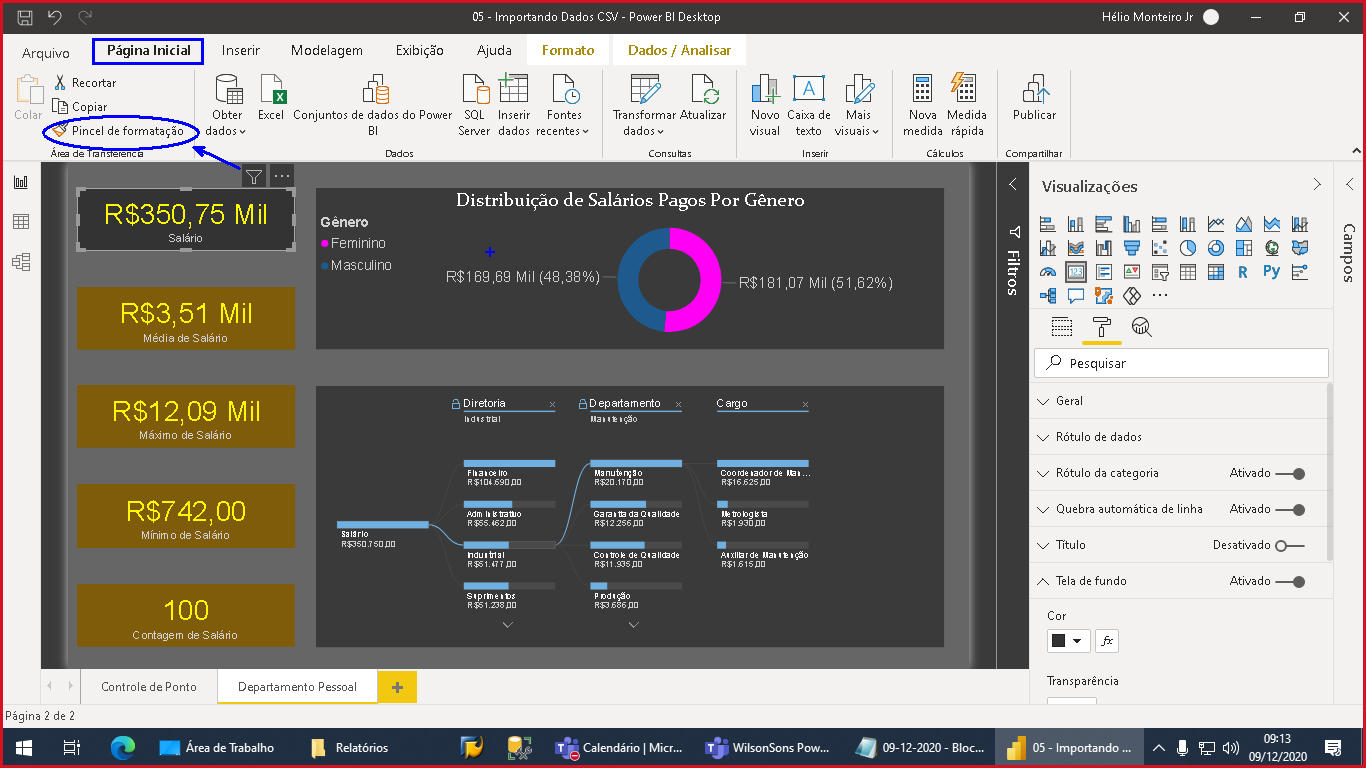 05 - Importando Dados CSV - Power BI Desktop
Hélio Monteiro Jr
Arquivo
Página Inicial
Inserir
Modelagem
Exibição
Ajuda
Formato
Dados / Analisar
Colar
Recortar
Copiar
Pincel de formatação
Área de Transferência
Obter dados
Excel
Conjuntos de dados do Power BI
SQL Server
Inserir dados
Fontes recentes
Dados
Transformar dados
Atualizar
Consultas
Novo visual
Caixa de texto
Mais visuais
Inserir
Nova medida
Medida rápida
Cálculos
Publicar
Compartilhar
R$350,75 Mil
Salário
R$3,51 Mil
Média de Salário
R$12,09 Mil
Máximo de Salário
R$742,00
Mínimo de Salário
100
Contagem de Salário
Distribuição de Salários Pagos Por Gênero
Gênero
Feminino
Masculino
R$169,69 Mil (48,38%)
R$181,07 Mil (51,62%)
Diretoria
Industrial
Departamento
Manutenção
Cargo
Salário
R$350.750,00
Financeiro
R$104.690,00
Administrativo
R$55.462,00
Industrial
R$51.477,00
Suprimentos
R$51.238,00
Manutenção
R$20.170,00
Garantia da Qualidade
R$12.256,00
Controle de Qualidade
R$11.935,00
Produção
R$3.686,00
Coordenador de Man...
R$16.625,00
Metrologista
R$1.930,00
Auxiliar de Manutenção
R$1.615,00
Filtros
Visualizações
R
Py
Pesquisar
Geral
Rótulo de dados
Rótulo da categoria Ativado
Quebra automática de linha Ativado
Título Desativado
Tela de fundo Ativado
Cor
fx
Transparência
Campos
Controle de Ponto
Departamento Pessoal
Página 2 de 2
Área de Trabalho
Relatórios
Calendário | Micr...
WilsonSons Pow...
09-12-2020 - Bloc...
05 - Importando ...
09:13
09/12/2020